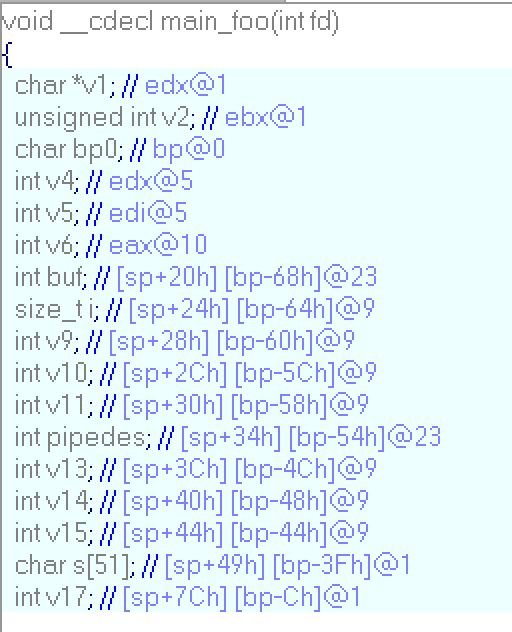 void __cdecl main_foo(int fd)
{
char *v1; // edx@1
unsigned int v2; // ebx@1
char bp0; // bp@0
int v4; // edx@5
int v5; // edi@5
int v6; // eax@10
int buf; // [sp+20h] [bp-68h]@23
size_t i; // [sp+24h] [bp-64h]@9
int v9; // [sp+28h] [bp-60h]@9
int v10; // [sp+2Ch] [bp-5Ch]@9
int v11; // [sp+30h] [bp-58h]@9
int pipedes; // [sp+34h] [bp-54h]@23
int v13; // [sp+3Ch] [bp-4Ch]@9
int v14; // [sp+40h] [bp-48h]@9
int v15; // [sp+44h] [bp-44h]@9
char s[51]; // [sp+49h] [bp-3Fh]@1
int v17; // [sp+7Ch] [bp-Ch]@1